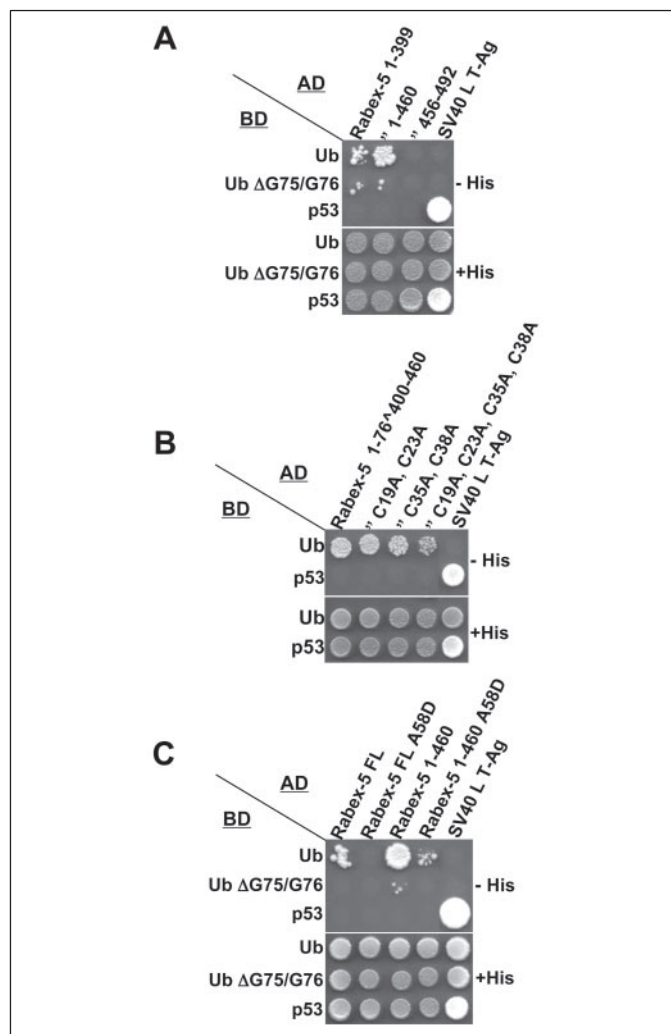 A
AD
BD
Rabex-5 1-399
„ 1-460
„ 456-492
SV40 L T-Ag
Ub
Ub ΔG75/G76
p53
- His
Ub
Ub ΔG75/G76
p53
+His
B
AD
BD
Rabex-5 1-76^400-460
„ C19A, C23A
„ C35A, C38A
„ C19A, C23A, C35A, C38A
SV40 L T-Ag
Ub
p53
- His
Ub
p53
+His
C
AD
BD
Rabex-5 FL
Rabex-5 FL A58D
Rabex-5 1-460
Rabex-5 1-460 A58D
SV40 L T-Ag
Ub
Ub ΔG75/G76
p53
- His
Ub
Ub ΔG75/G76
p53
+His